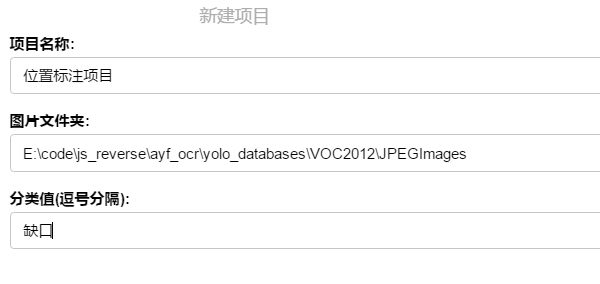 新建项目
项目名称:
位置标注项目
图片文件夹:
E:\code\js_reverse\ayf_ocr\yolo_databases\VOC2012\JPEGImages
分类值(逗号分隔):
缺口